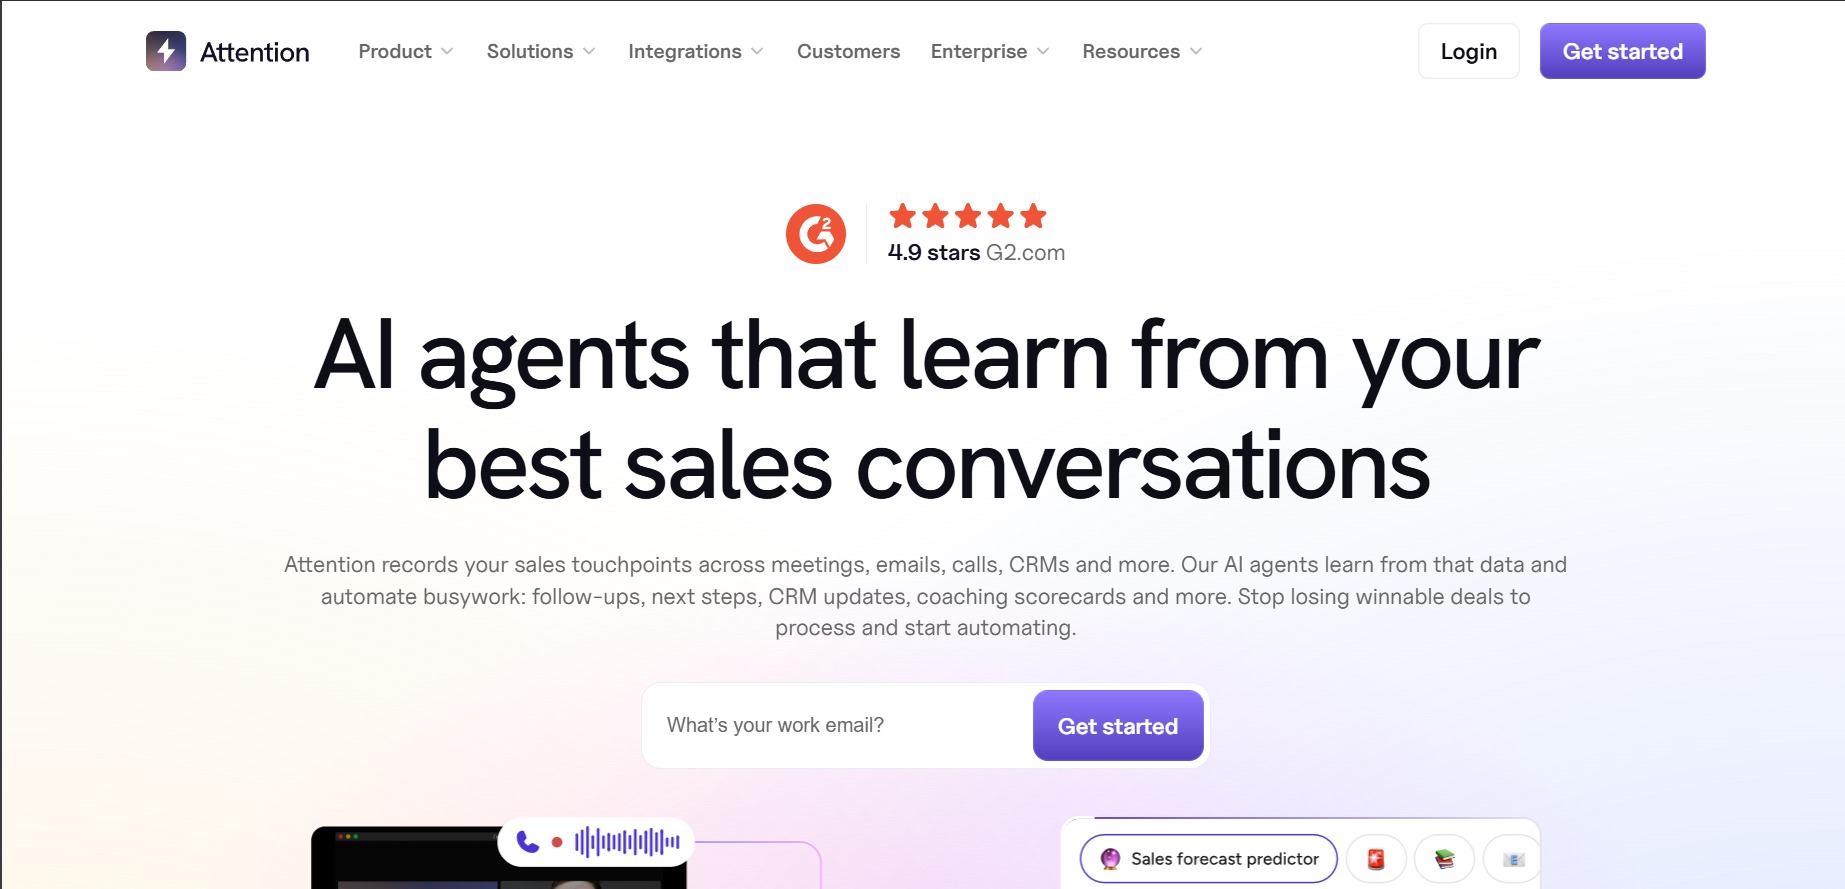 Attention
Product
Solutions
Integrations
Customers
Enterprise
Resources
Login
Get started
4.9 stars G2.com
AI agents that learn from your
best sales conversations
Attention records your sales touchpoints across meetings, emails, calls, CRMs and more. Our AI agents learn from that data and
automate busywork: follow-ups, next steps, CRM updates, coaching scorecards and more. Stop losing winnable deals to
process and start automating.
What's your work email?
Get started
Sales forecast predictor